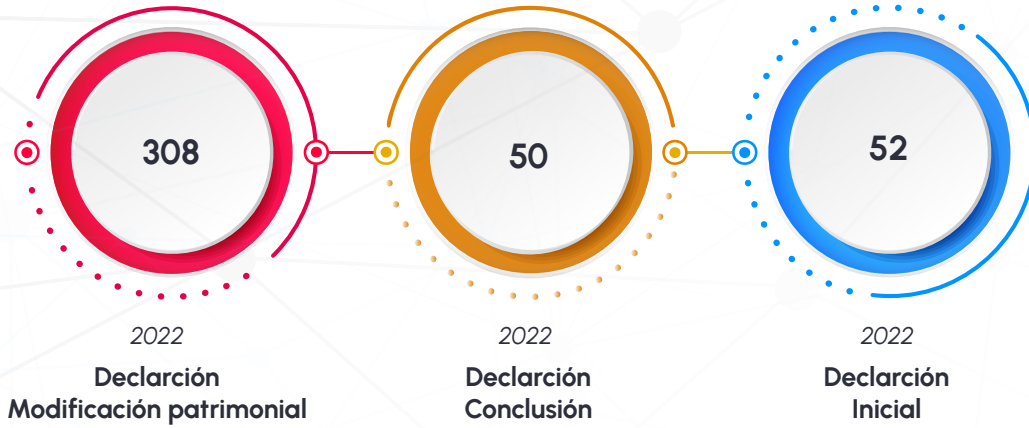 308
50
52
2022
Declarción
Modificación patrimonial
2022
Declarción
Conclusión
2022
Declarción
Inicial